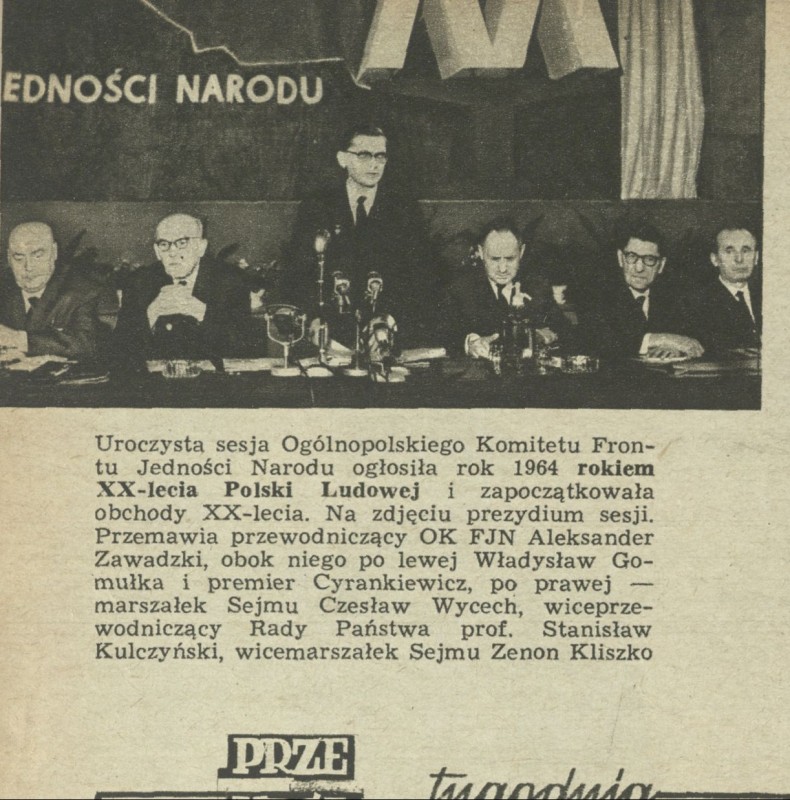 EDNOŚCI NARODU
Uroczysta sesja Ogólnopolskiego Komitetu Fron-
tu Jedności Narodu ogłosiła rok 1964 rokiem
XX-lecia Polski Ludowej i zapoczątkowała
obchody XX-lecia. Na zdjęciu prezydium sesji.
Przemawia przewodniczący OK FJN Aleksander
Zawadzki, obok niego po lewej Władysław Go-
mułka i premier Cyrankiewicz, po prawej —
marszałek Sejmu Czesław Wycech, wiceprze-
wodniczący Rady Państwa prof. Stanisław
Kulczyński, wicemarszałek Sejmu Zenon Kliszko
PRZE
tygodnia